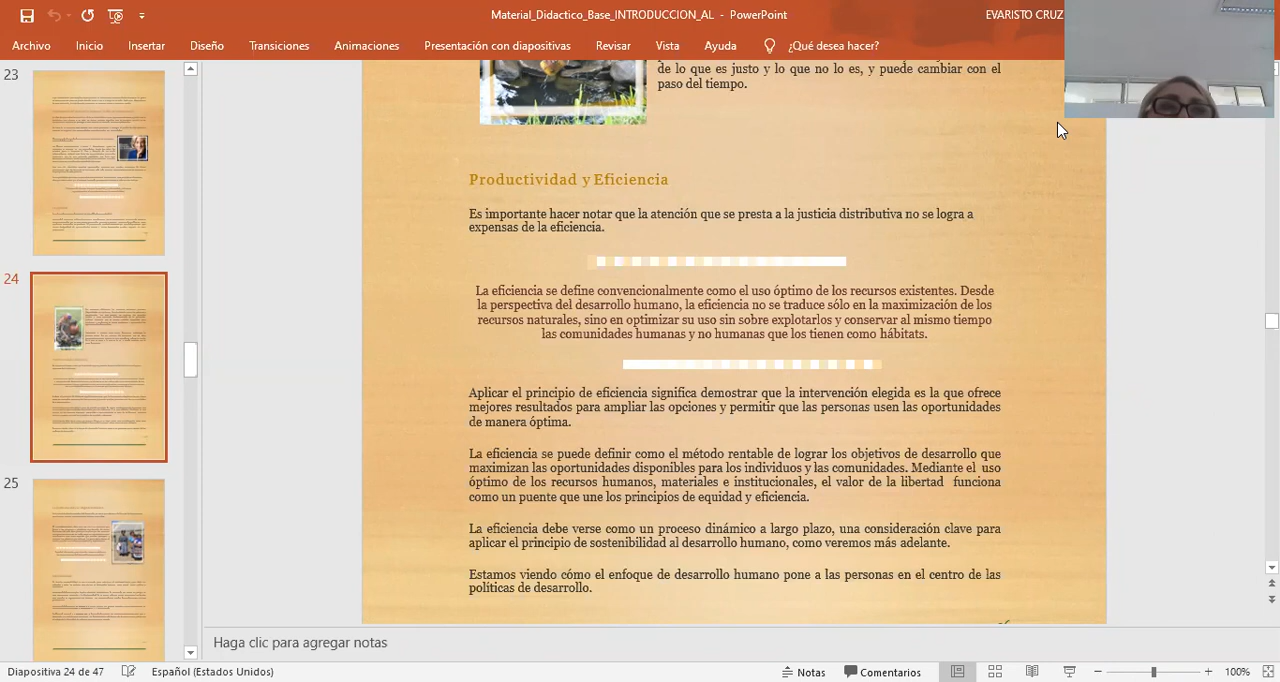 Material_Didactico_Base_INTRODUCCION_AL - PowerPoint
EVARISTO CRUZ
Archivo Inicio Insertar Diseño Transiciones Animaciones Presentación con diapositivas Revisar Vista Ayuda ¿Qué desea hacer?
23
24
25
de lo que es justo y lo que no lo es, y puede cambiar con el
paso del tiempo.
Productividad y Eficiencia
Es importante hacer notar que la atención que se presta a la justicia distributiva no se logra a
expensas de la eficiencia.
La eficiencia se define convencionalmente como el uso óptimo de los recursos existentes. Desde
la perspectiva del desarrollo humano, la eficiencia no se traduce sólo en la maximización de los
recursos naturales, sino en optimizar su uso sin sobre explotarlos y conservar al mismo tiempo
las comunidades humanas y no humanas que los tienen como hábitats.
Aplicar el principio de eficiencia significa demostrar que la intervención elegida es la que ofrece
mejores resultados para ampliar las opciones y permitir que las personas usen las oportunidades
de manera óptima.
La eficiencia se puede definir como el método rentable de lograr los objetivos de desarrollo que
maximizan las oportunidades disponibles para los individuos y las comunidades. Mediante el uso
óptimo de los recursos humanos, materiales e institucionales, el valor de la libertad funciona
como un puente que une los principios de equidad y eficiencia.
La eficiencia debe verse como un proceso dinámico a largo plazo, una consideración clave para
aplicar el principio de sostenibilidad al desarrollo humano, como veremos más adelante.
Estamos viendo cómo el enfoque de desarrollo humano pone a las personas en el centro de las
políticas de desarrollo.
Haga clic para agregar notas
Diapositiva 24 de 47 Español (Estados Unidos) Notas Comentarios 100%